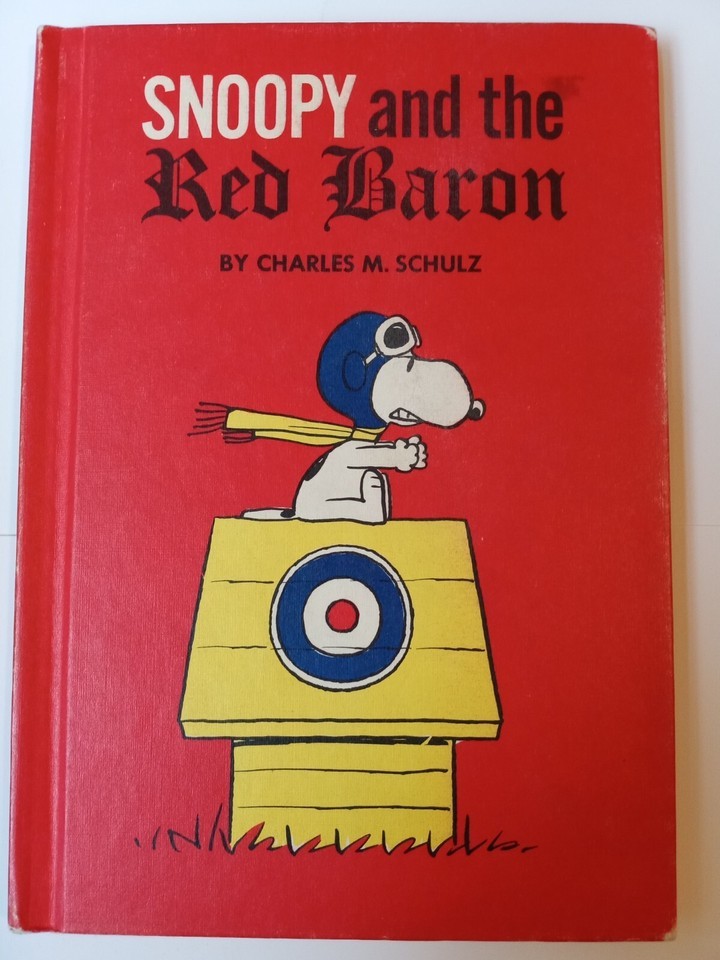 SNOOPY and the
Red Baron
BY CHARLES M. SCHULZ